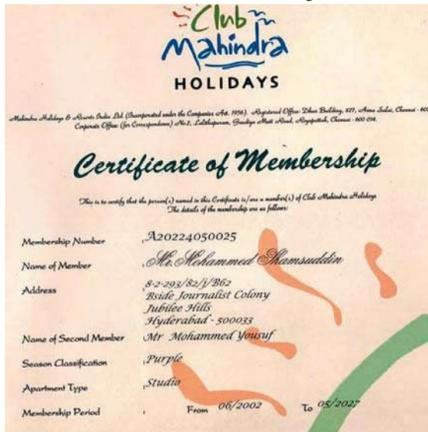 Club
Mahindra
HOLIDAYS
Mahindra Holidays & Resorts India Ltd. (Incorporated under the Companies Act, 1956). Registered Office: Dhun Building, 827, Anna Salai, Chennai - 600
Corporate Office: (for Correspondence) No.2, Lalithapuram, Gowdiya Mutt Road, Royapettah, Chennai - 600 014.
Certificate of Membership
This is to certify that the person(s) named in this Certificate is/are a member(s) of Club Mahindra Holidays
The details of the membership are as follows:
Membership Number : A20224050025
Name of Member : Mr. Mohammed Shamsuddin
Address : 8-2-293/82/J/B62
Bside Journalist Colony
Jubilee Hills
Hyderabad - 500033
Name of Second Member : Mr Mohammed Yousuf
Season Classification : Purple
Apartment Type : Studio
Membership Period : From 06/2002 To 05/2027